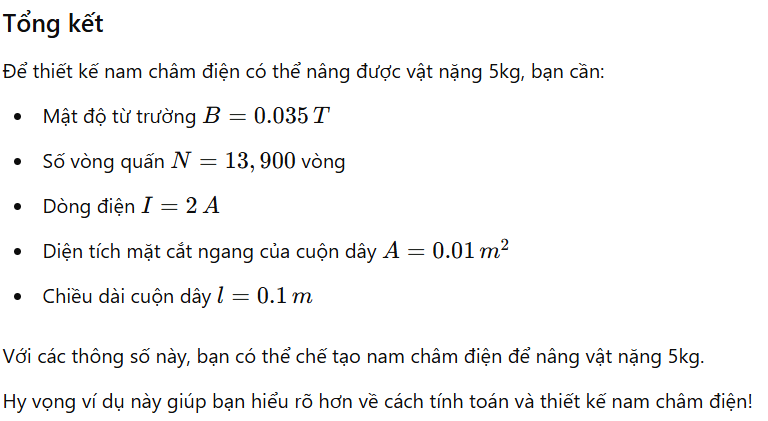 Tổng kết
Để thiết kế nam châm điện có thể nâng được vật nặng 5kg, bạn cần:
• Mật độ từ trường B = 0.035 T
• Số vòng quấn N = 13,900 vòng
• Dòng điện I = 2 A
• Diện tích mặt cắt ngang của cuộn dây A = 0.01 m²
• Chiều dài cuộn dây l = 0.1 m
Với các thông số này, bạn có thể chế tạo nam châm điện để nâng vật nặng 5kg.
Hy vọng ví dụ này giúp bạn hiểu rõ hơn về cách tính toán và thiết kế nam châm điện!